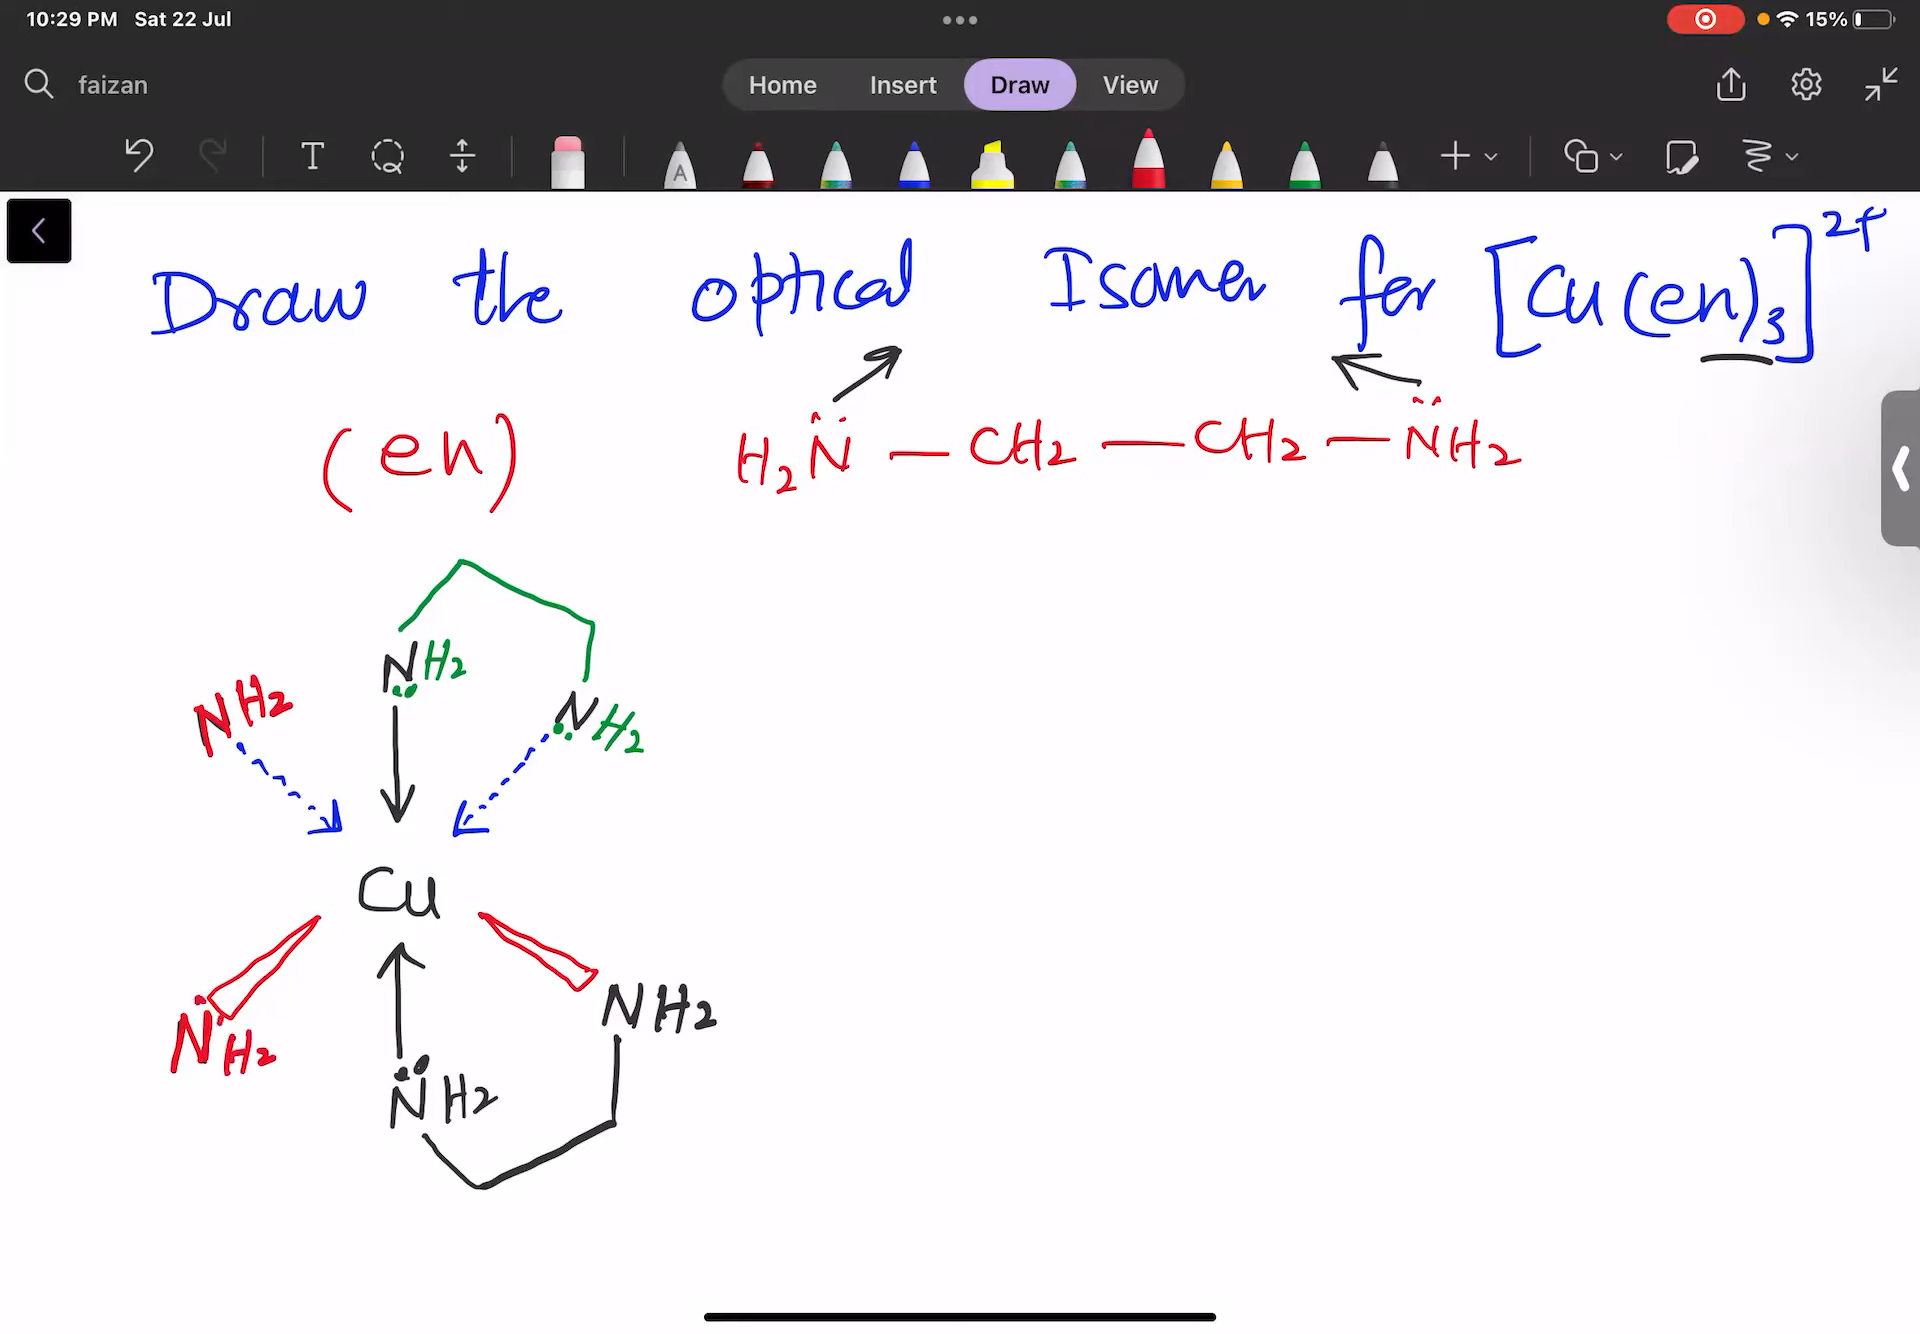 10:29 PM Sat 22 Jul
15%
faizan
Home Insert Draw View
T
A
Draw the optical Isomer for [Cu(en)3]2+
(en) H2N̈ — CH2 — CH2 — N̈H2
NH2
NH2
NH2
Cu
NH2
NH2
NH2